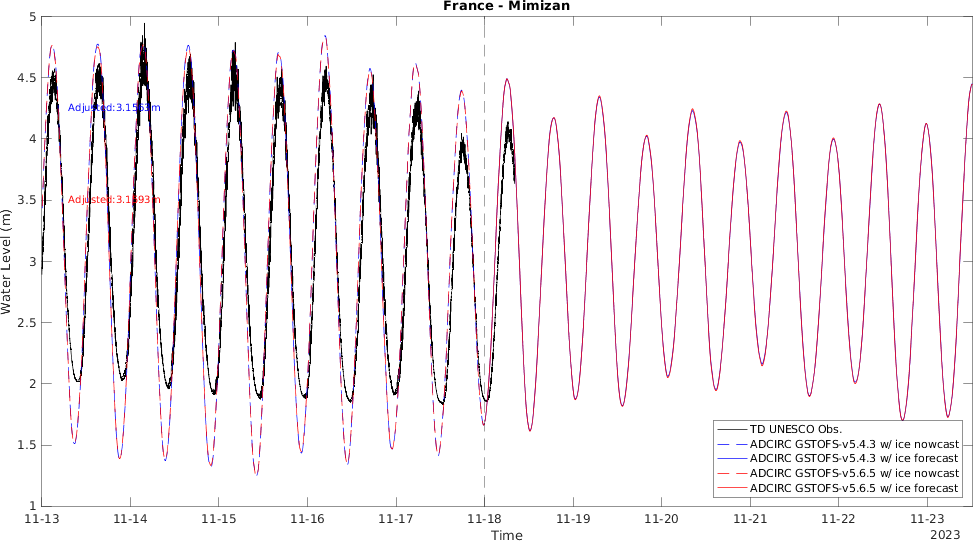 France - Mimizan
5
4.5
4
3.5
3
2.5
2
1.5
1
Water Level (m)
Adjusted:3.1563m
Adjusted:3.1693m
11-13
11-14
11-15
11-16
11-17
11-18
11-19
11-20
11-21
11-22
11-23
2023
Time
TD UNESCO Obs.
ADCIRC GSTOFS-v5.4.3 w/ ice nowcast
ADCIRC GSTOFS-v5.4.3 w/ ice forecast
ADCIRC GSTOFS-v5.6.5 w/ ice nowcast
ADCIRC GSTOFS-v5.6.5 w/ ice forecast